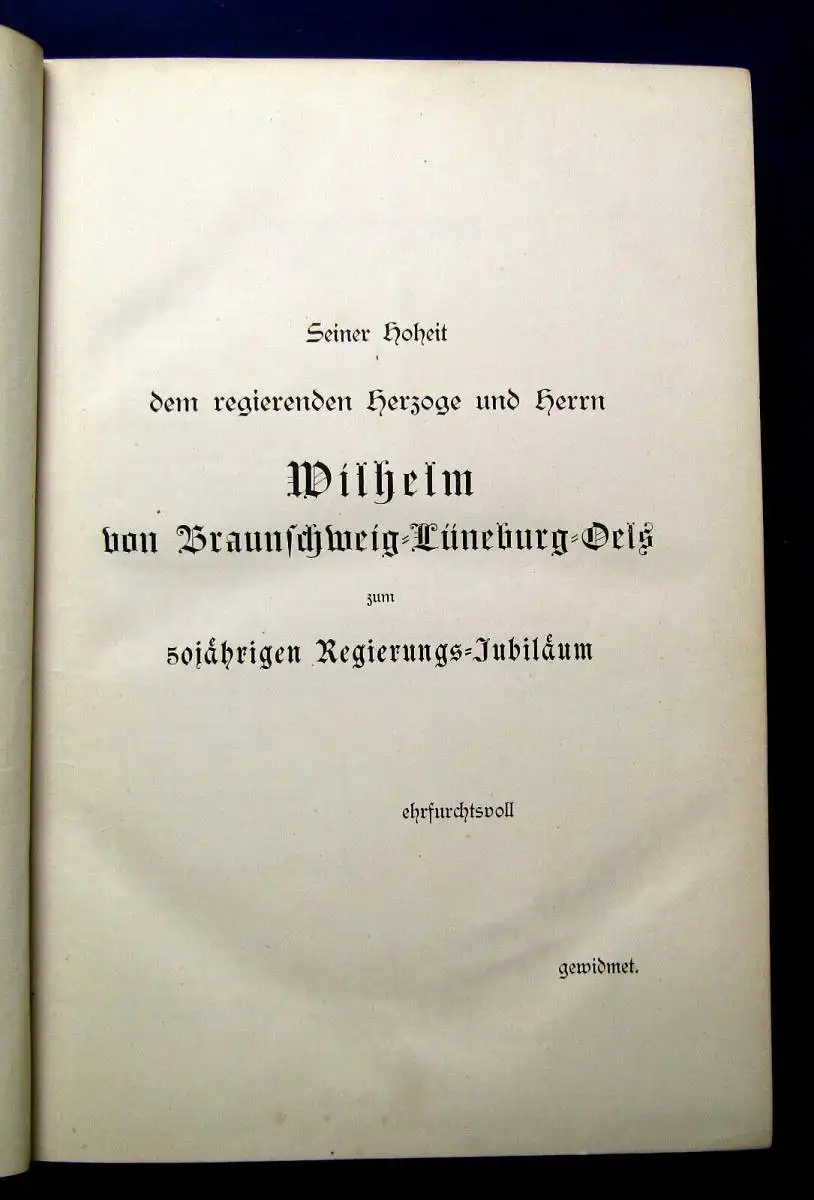 Seiner Hoheit
dem regierenden Herzoge und Herrn
Wilhelm
von Braunſchweig-Lüneburg-Oels
zum
50jährigen Regierungs-Jubiläum
ehrfurchtsvoll
gewidmet.